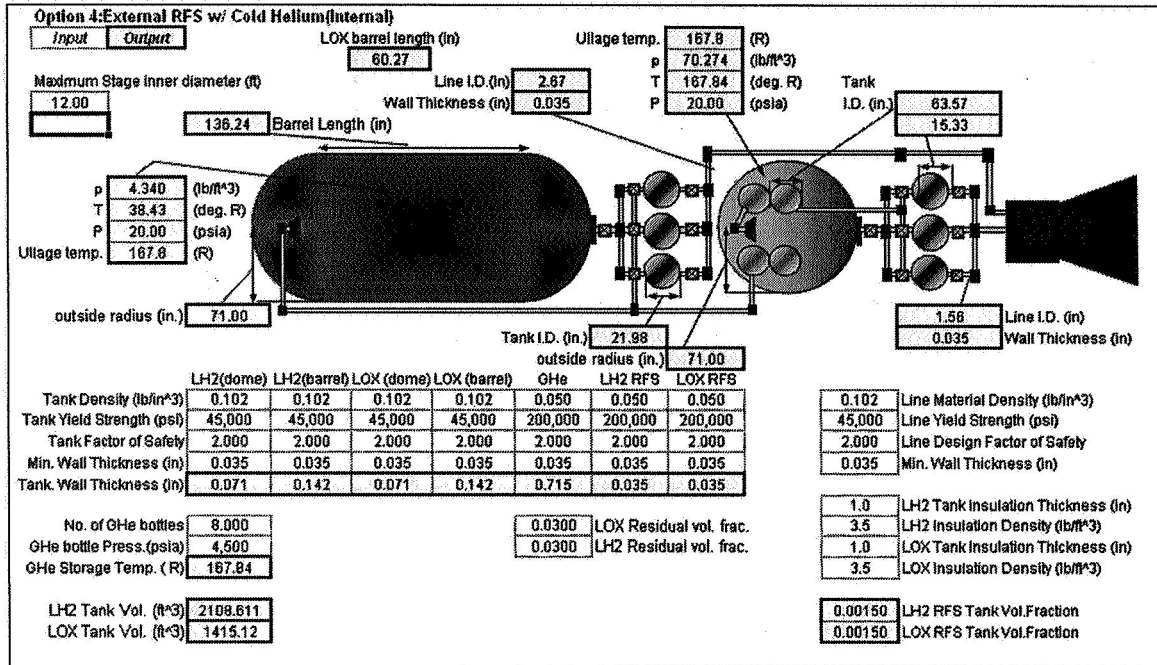 Option 4:External RFS w/ Cold Helium(Internal)
Input Output
LOX barrel length (in)
60.27
Maximum Stage inner diameter (ft)
12.00
136.24 Barrel Length (in)
Line I.D.(in) 2.67
Wall Thickness (in) 0.035
Ullage temp. 167.8 (R)
p 70.274 (lb/ft^3)
T 167.84 (deg. R)
P 20.00 (psia)
Tank
I.D. (in.) 63.57
15.33
p 4.340 (lb/ft^3)
T 38.43 (deg. R)
P 20.00 (psia)
Ullage temp. 167.8 (R)
outside radius (in.) 71.00
Tank I.D. (in.) 21.98
outside radius (in.) 71.00
1.56 Line I.D. (in)
0.035 Wall Thickness (in)
LH2(dome) LH2(barrel) LOX (dome) LOX (barrel) GHe LH2 RFS LOX RFS
Tank Density (lb/in^3) 0.102 0.102 0.102 0.102 0.050 0.050 0.050
Tank Yield Strength (psi) 45,000 45,000 45,000 45,000 200,000 200,000 200,000
Tank Factor of Safety 2.000 2.000 2.000 2.000 2.000 2.000 2.000
Min. Wall Thickness (in) 0.035 0.035 0.035 0.035 0.035 0.035 0.035
Tank. Wall Thickness (in) 0.071 0.142 0.071 0.142 0.715 0.035 0.035
0.102 Line Material Density (lb/in^3)
45,000 Line Yield Strength (psi)
2.000 Line Design Factor of Safety
0.035 Min. Wall Thickness (in)
No. of GHe bottles 8.000
GHe bottle Press.(psia) 4,500
GHe Storage Temp. ( R) 167.84
0.0300 LOX Residual vol. frac.
0.0300 LH2 Residual vol. frac.
1.0 LH2 Tank Insulation Thickness (in)
3.5 LH2 Insulation Density (lb/ft^3)
1.0 LOX Tank Insulation Thickness (in)
3.5 LOX Insulation Density (lb/ft^3)
LH2 Tank Vol. (ft^3) 2108.611
LOX Tank Vol. (ft^3) 1415.12
0.00150 LH2 RFS Tank Vol.Fraction
0.00150 LOX RFS Tank Vol.Fraction